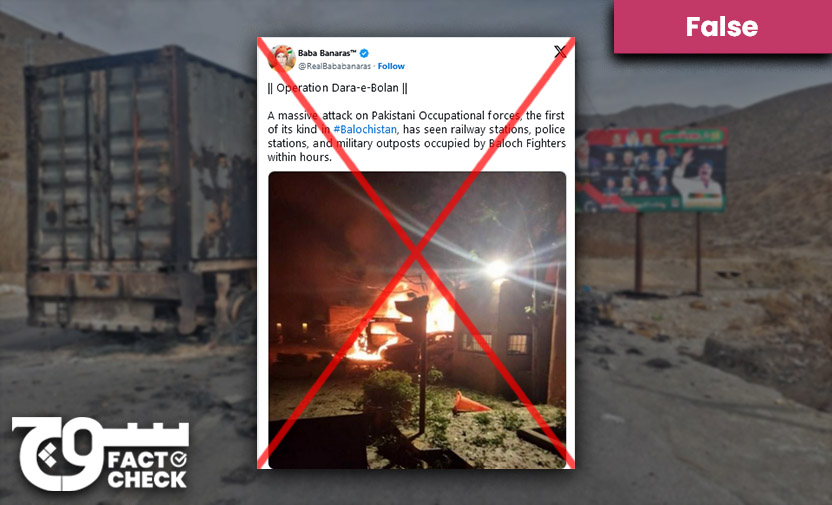 False
Baba Banaras™
@RealBababanaras · Follow
|| Operation Dara-e-Bolan ||
A massive attack on Pakistani Occupational forces, the first
of its kind in #Balochistan, has seen railway stations, police
stations, and military outposts occupied by Baloch Fighters
within hours.
FACT
CHECK